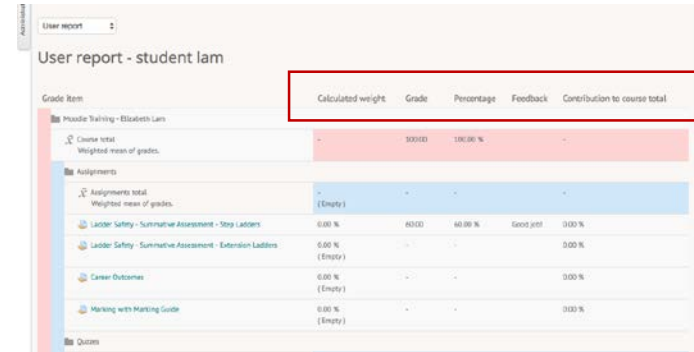 Administrat
User report
User report - student lam
Grade item Calculated weight Grade Percentage Feedback Contribution to course total
Moodle Training - Elizabeth Lam
Course total - 100.00 100.00 % -
Weighted mean of grades.
Assignments
Assignments total - - - -
Weighted mean of grades. (Empty)
Ladder Safety - Summative Assessment - Step Ladders 0.00 % 60.00 60.00 % Good job! 0.00 %
Ladder Safety - Summative Assessment - Extension Ladders 0.00 % - - 0.00 %
(Empty)
Career Outcomes 0.00 % - - 0.00 %
(Empty)
Marking with Marking Guide 0.00 % - - 0.00 %
(Empty)
Quizzes